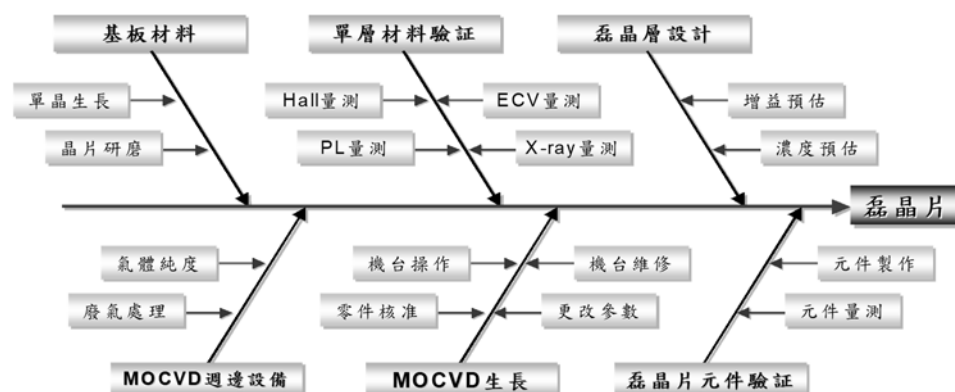 基板材料
單層材料驗証
磊晶層設計
單晶生長
Hall量測
ECV量測
增益預估
晶片研磨
PL量測
X-ray量測
濃度預估
磊晶片
氣體純度
機台操作
機台維修
元件製作
廢氣處理
零件核准
更改參數
元件量測
MOCVD週邊設備
MOCVD生長
磊晶片元件驗証